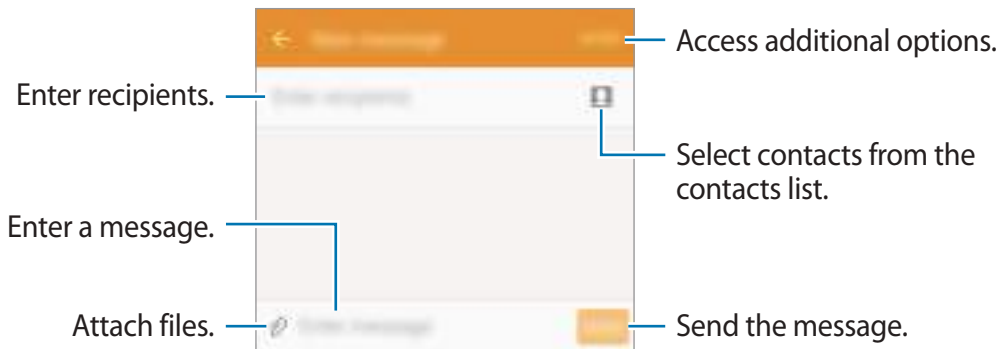 Access additional options.
Enter recipients.
Select contacts from the
contacts list.
Enter a message.
Attach files.
Send the message.